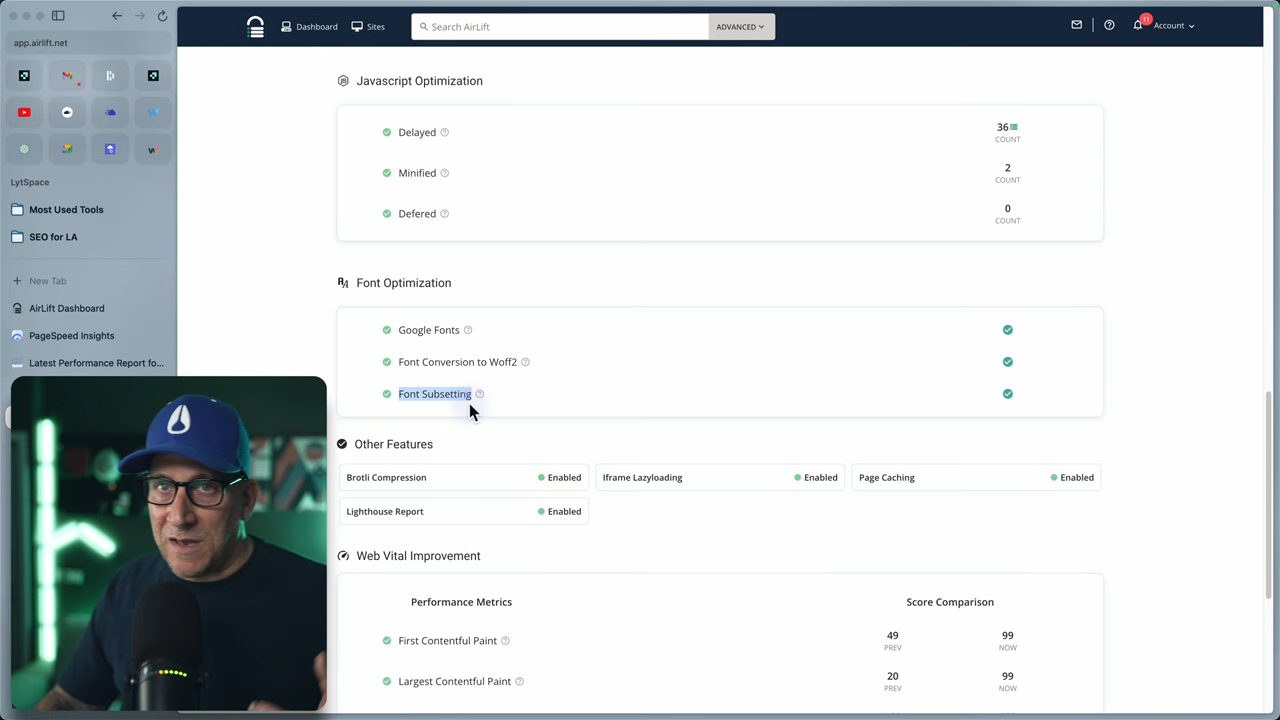 Dashboard
Sites
Search AirLift
ADVANCED
11
Account
app.airlift.net
LytSpace
Most Used Tools
SEO for LA
New Tab
AirLift Dashboard
PageSpeed Insights
Latest Performance Report fo...
Javascript Optimization
Delayed
36
COUNT
Minified
2
COUNT
Defered
0
COUNT
Font Optimization
Google Fonts
Font Conversion to Woff2
Font Subsetting
Other Features
Brotli Compression Enabled
Iframe Lazyloading Enabled
Page Caching Enabled
Lighthouse Report Enabled
Web Vital Improvement
Performance Metrics Score Comparison
First Contentful Paint
49 99
PREV NOW
Largest Contentful Paint
20 99
PREV NOW